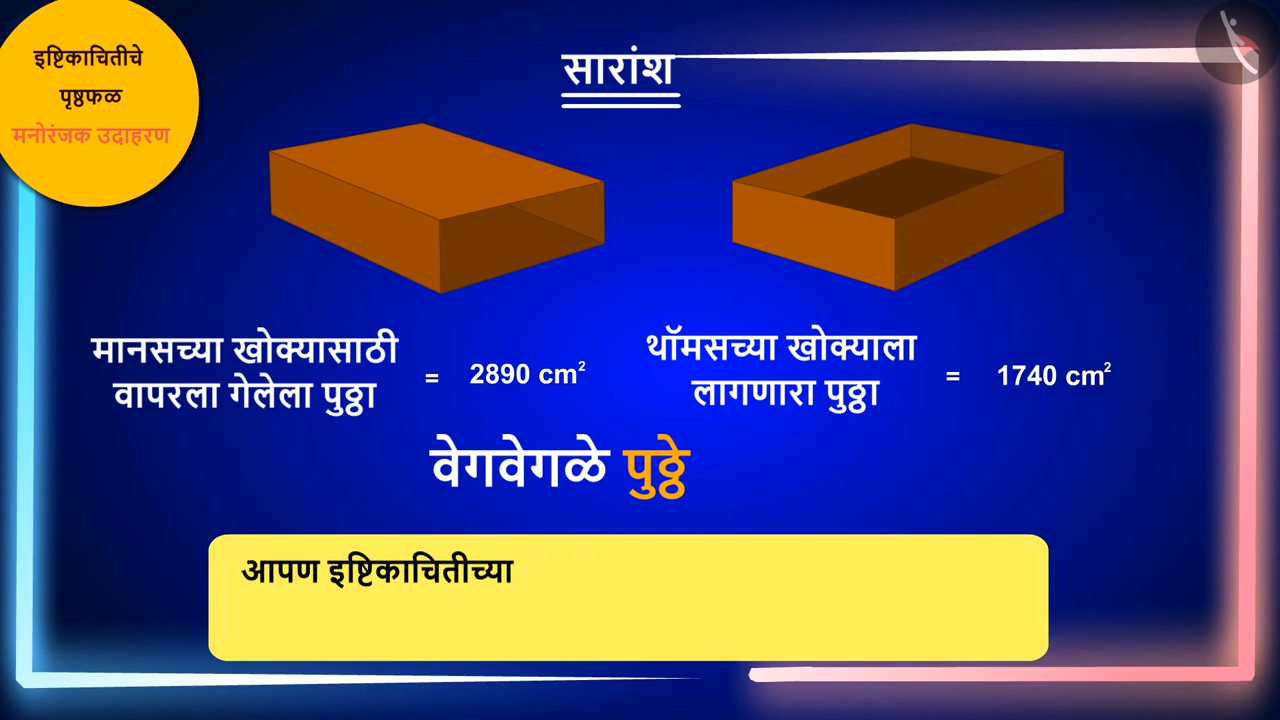 इष्टिकाचितीचे
पृष्ठफळ
मनोरंजक उदाहरण
सारांश
मानसच्या खोक्यासाठी
वापरला गेलेला पुठ्ठा
= 2890 cm²
थॉमसच्या खोक्याला
लागणारा पुठ्ठा
= 1740 cm²
वेगवेगळे पुठ्ठे
आपण इष्टिकाचितीच्या